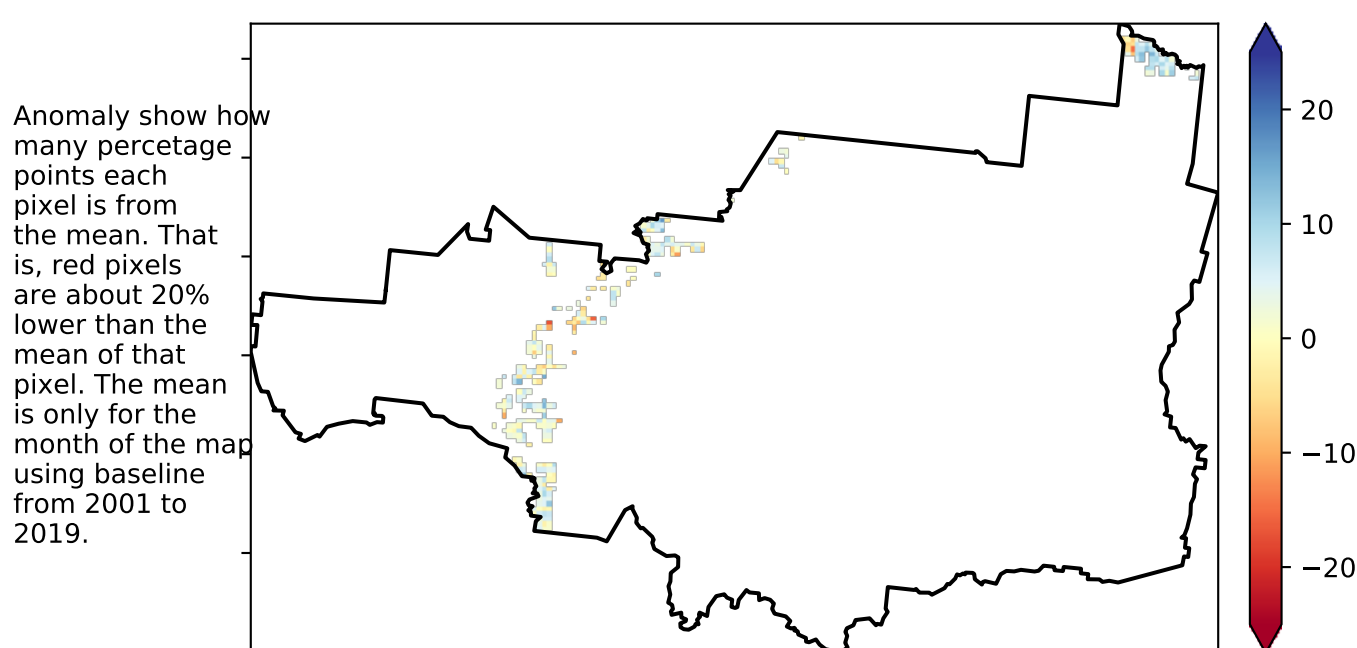 Anomaly show how
many percetage
points each
pixel is from
the mean. That
is, red pixels
are about 20%
lower than the
mean of that
pixel. The mean
is only for the
month of the map
using baseline
from 2001 to
2019.
20
10
0
−10
−20